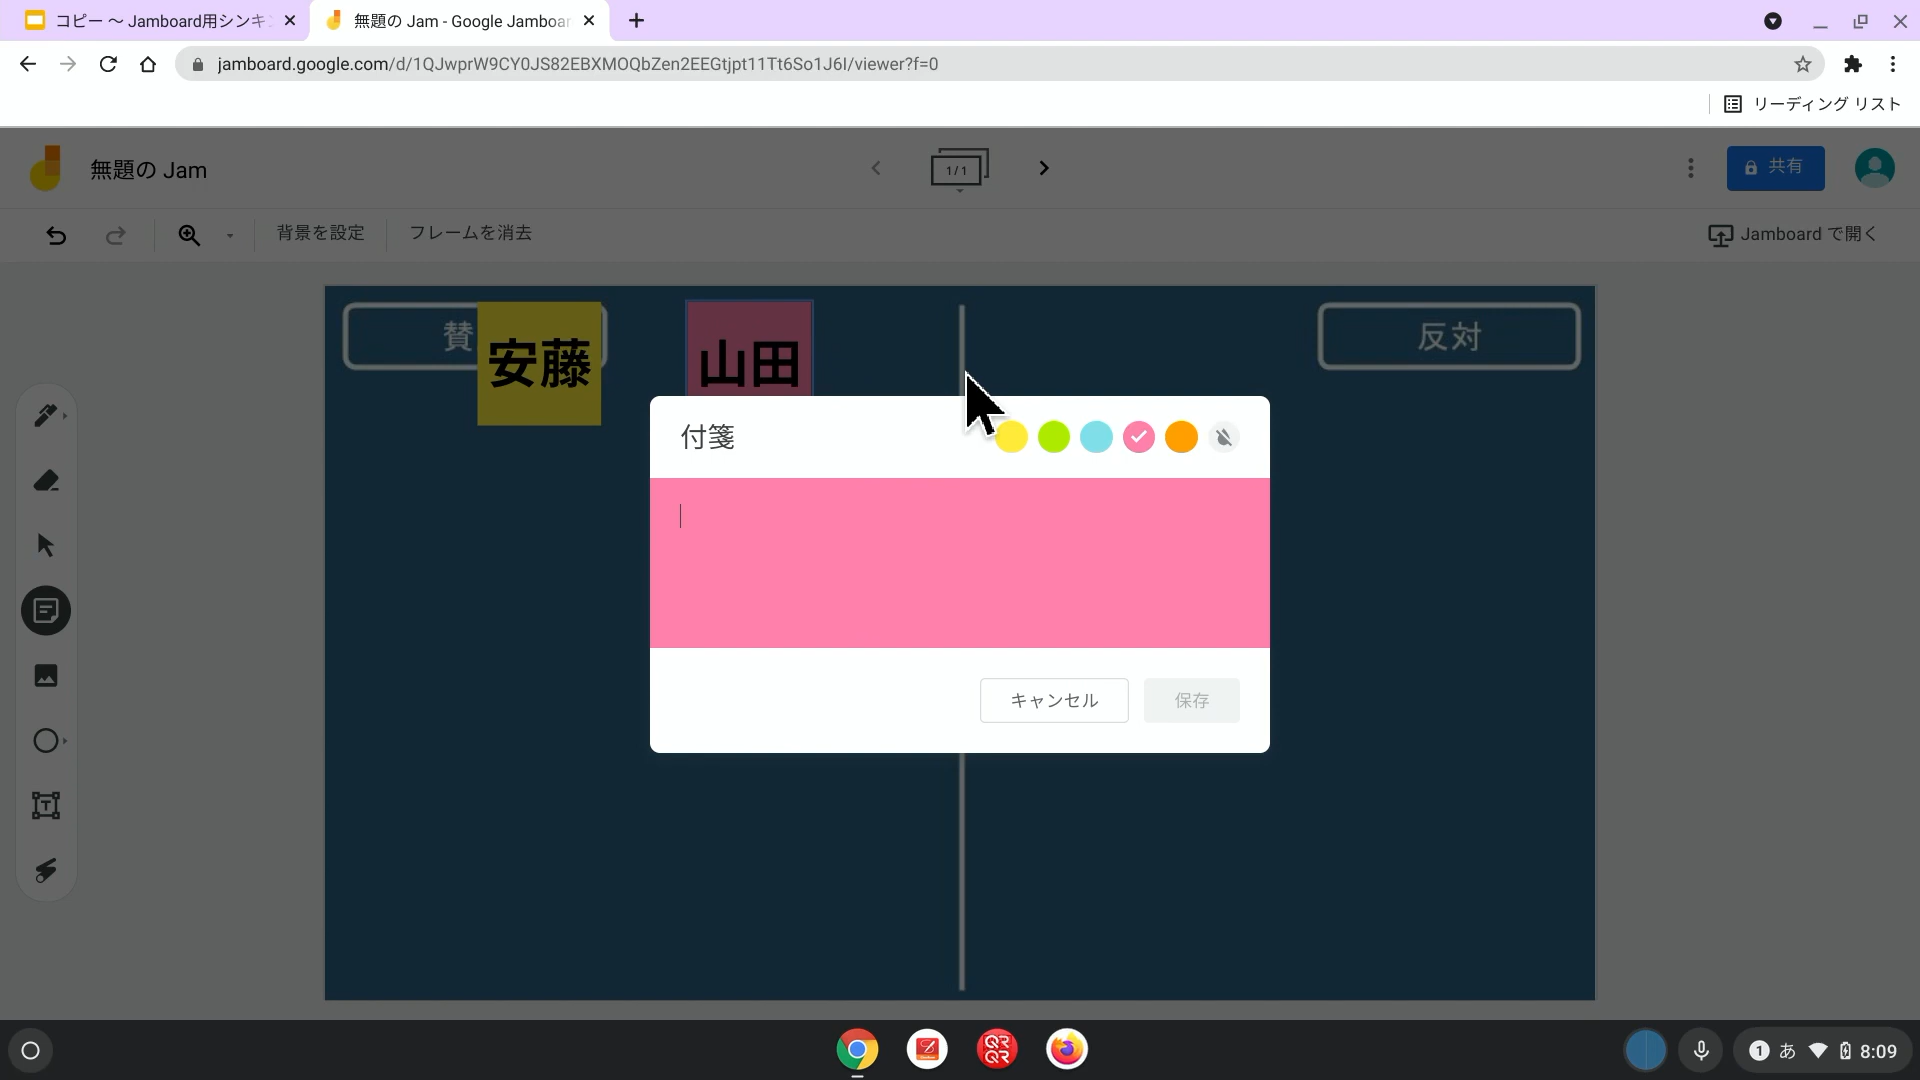 コピー ～ Jamboard用シンキ
無題の Jam - Google Jamboar
jamboard.google.com/d/1QJwprW9CY0JS82EBXMOQbZen2EEGtjpt11Tt6So1J6I/viewer?f=0
リーディング リスト
無題の Jam
1 / 1
共有
背景を設定
フレームを消去
Jamboard で開く
賛
安藤
山田
反対
付箋
キャンセル
保存
QR
QR
1
あ
8:09